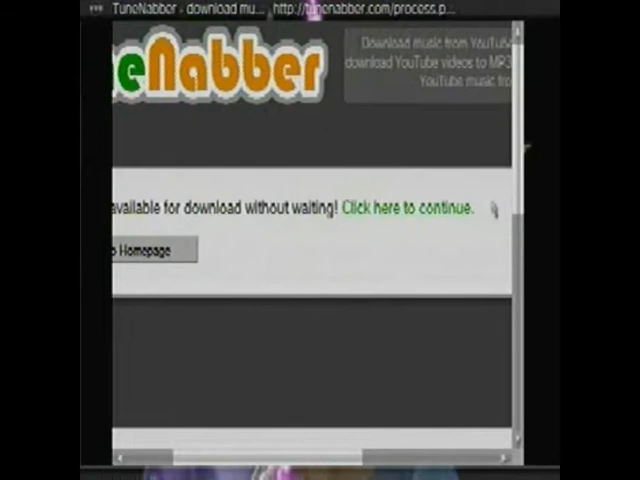 TuneNabber - download mu... , http://tunenabber.com/process.p...
eNabber
Download music from YouTube
download YouTube videos to MP3
YouTube music fro
available for download without waiting! Click here to continue.
o Homepage